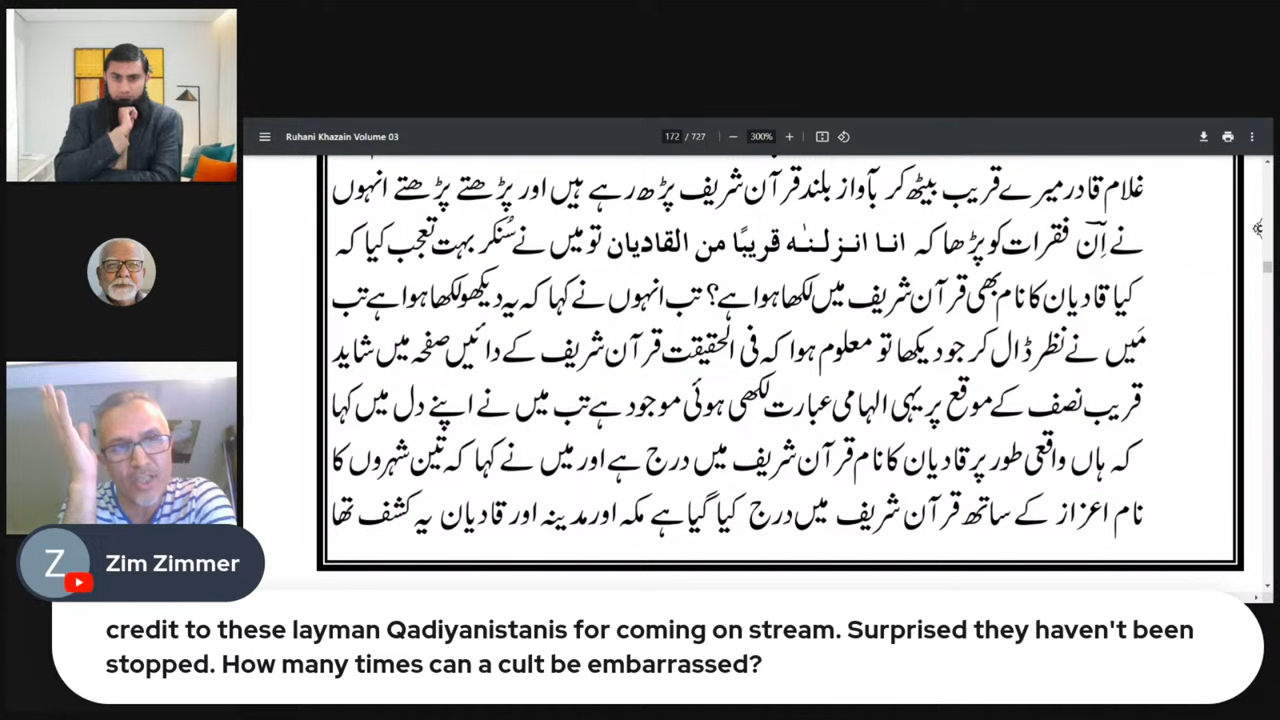 Ruhani Khazain Volume 03
172 / 727
300%
غلام قادر میرے قریب بیٹھ کر بآواز بلند قرآن شریف پڑھ رہے ہیں اور پڑھتے پڑھتے انہوں
نے اِن فقرات کو پڑھا کہ انا انزلنٰہ قریبًا من القادیان تو میں نے سُنکر بہت تعجب کیا کہ
کیا قادیان کا نام بھی قرآن شریف میں لکھا ہوا ہے؟ تب انہوں نے کہا کہ یہ دیکھو لکھا ہوا ہے تب
مَیں نے نظر ڈال کر جو دیکھا تو معلوم ہوا کہ فی الحقیقت قرآن شریف کے دائیں صفحہ میں شاید
قریب نصف کے موقع پر یہی الہامی عبارت لکھی ہوئی موجود ہے تب میں نے اپنے دل میں کہا
کہ ہاں واقعی طور پر قادیان کا نام قرآن شریف میں درج ہے اور میں نے کہا کہ تین شہروں کا
نام اعزاز کے ساتھ قرآن شریف میں درج کیا گیا ہے مکہ اور مدینہ اور قادیان یہ کشف تھا
Z
Zim Zimmer
credit to these layman Qadiyanistanis for coming on stream. Surprised they haven't been
stopped. How many times can a cult be embarrassed?